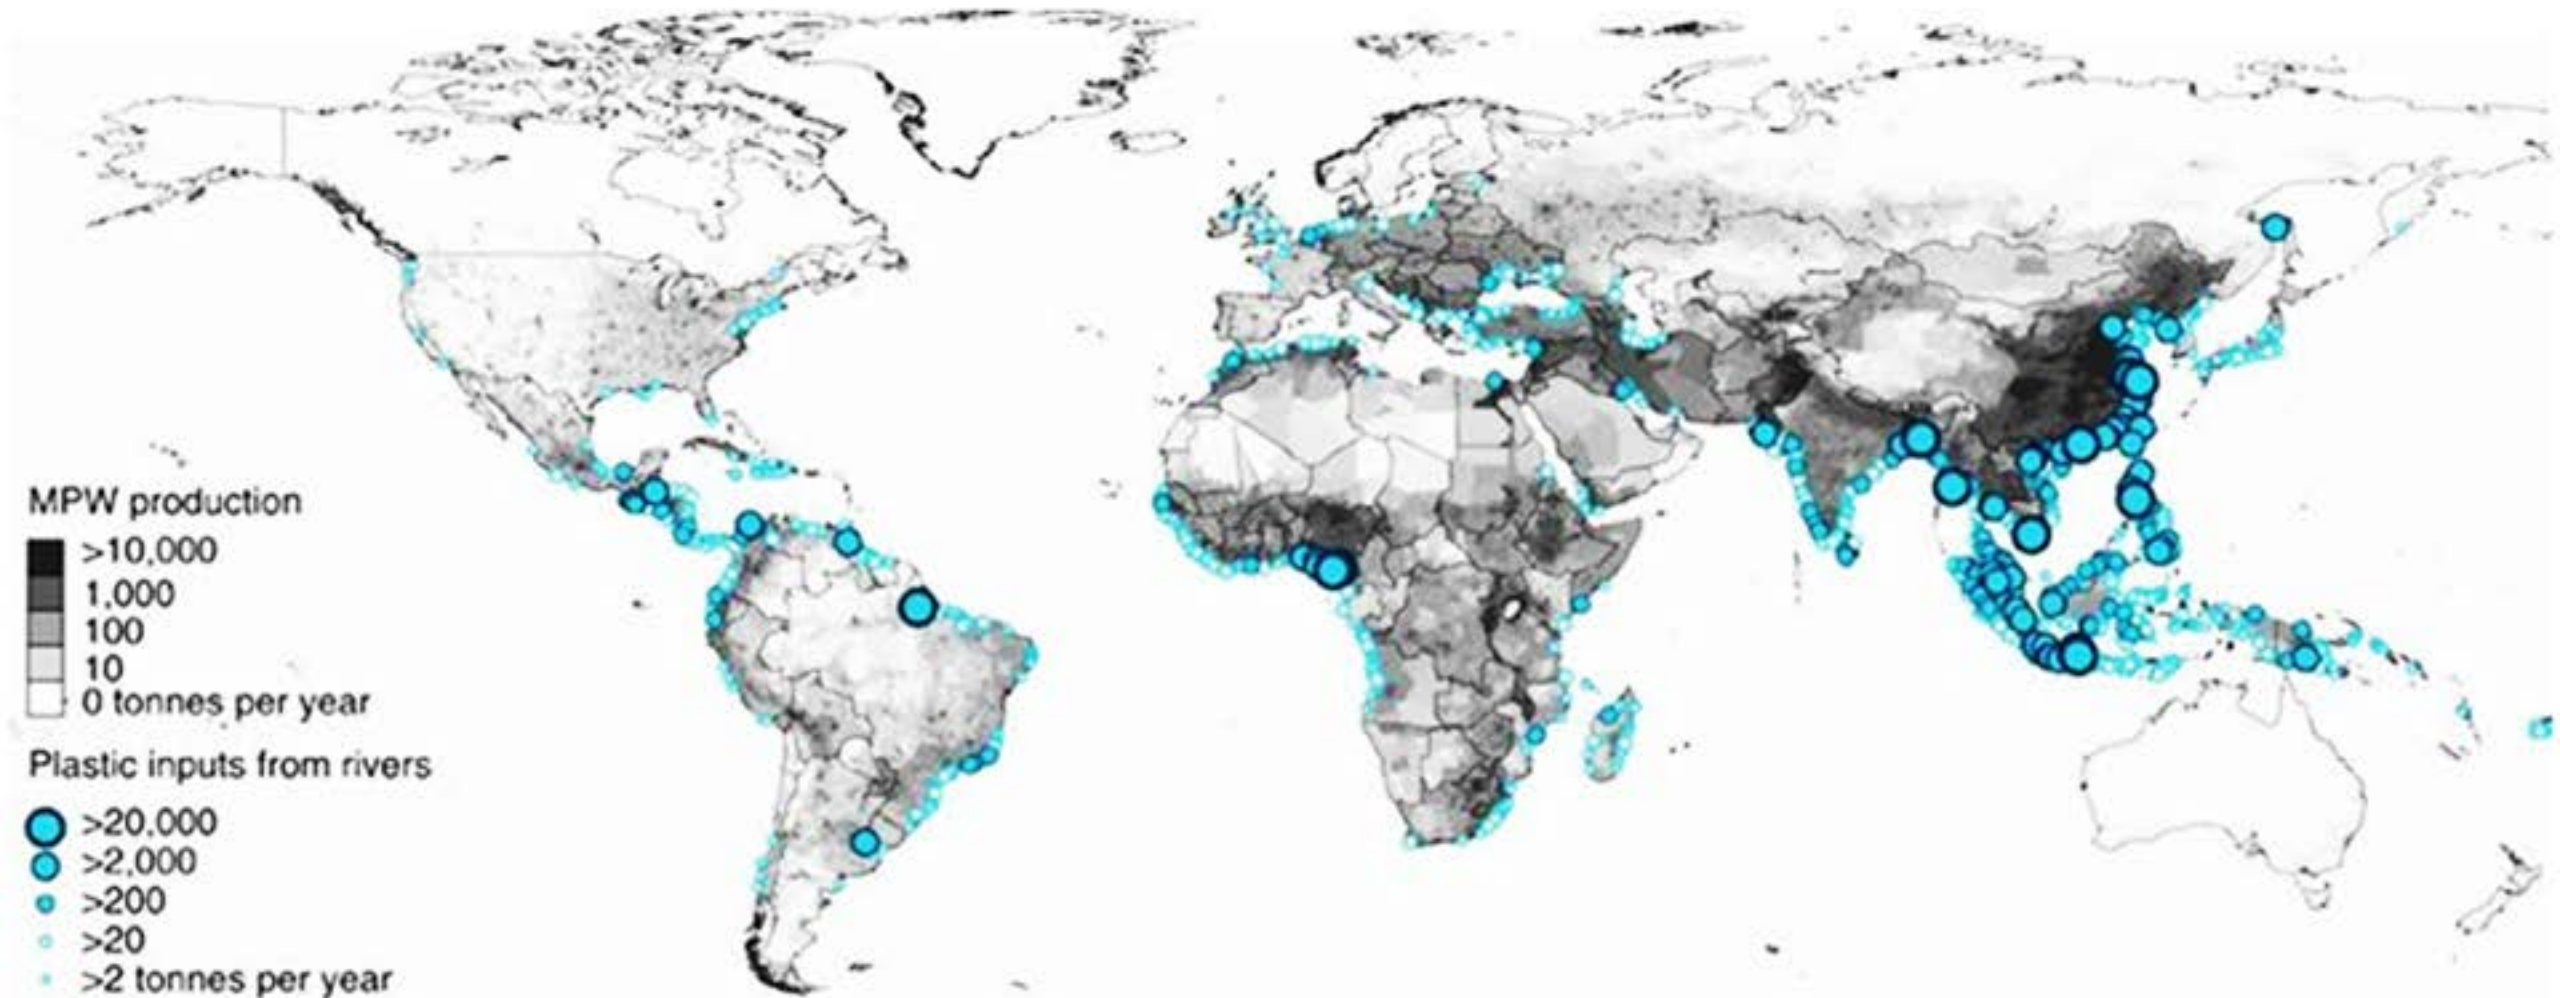 MPW production
>10,000
1,000
100
10
0 tonnes per year
Plastic inputs from rivers
>20,000
>2,000
>200
>20
>2 tonnes per year